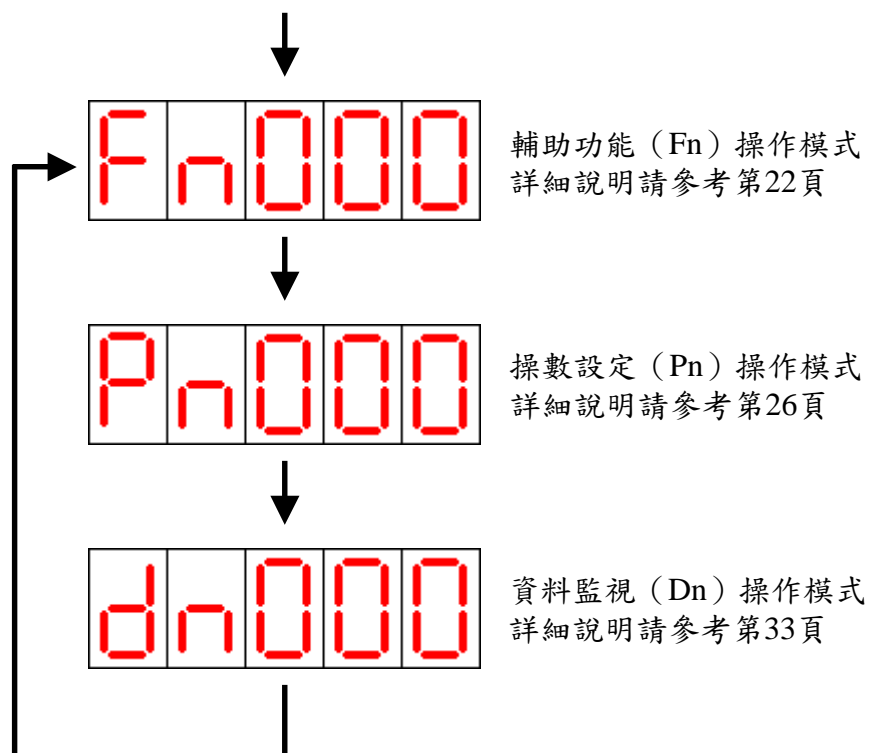 Fn000
輔助功能（Fn）操作模式
詳細說明請參考第22頁
Pn000
操數設定（Pn）操作模式
詳細說明請參考第26頁
dn000
資料監視（Dn）操作模式
詳細說明請參考第33頁